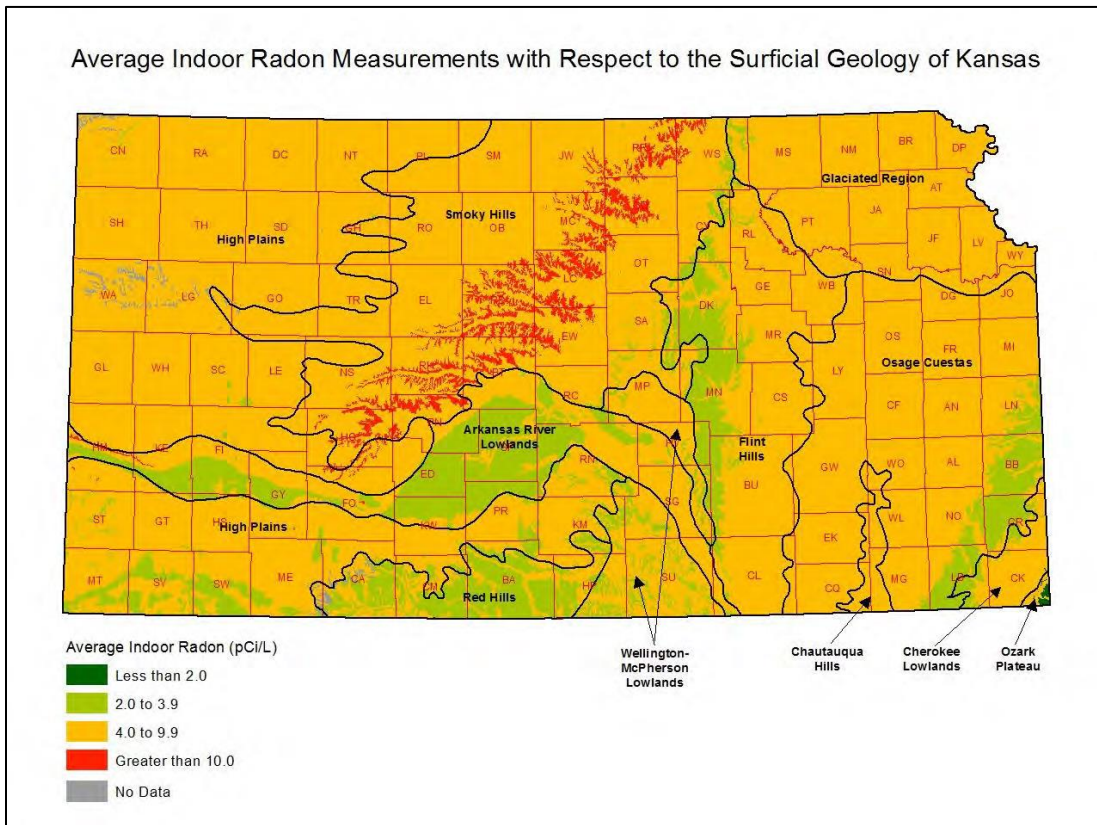 Average Indoor Radon Measurements with Respect to the Surficial Geology of Kansas
CN RA DC NT PL SM JW RP WS MS NM BR DP
Glaciated Region
AT
SH TH SD GH RO OB MC CY RL PT JA JF LV WY
High Plains
Smoky Hills
OT SN
WA LG GO TR EL LC DK GE WB DG JO
SA MR OS FR MI
EW
Osage Cuestas
GL WH SC LE NS RH BT MP MN CS LY CF AN LN
RC
HG PN
Arkansas River
Lowlands
HM KE FI ED RN Flint
Hills
GY FO SG BU GW WO AL BB
ST GT HS KW PR KM WL NO CR
High Plains
EK
MT SV SW ME CA CM BA HP SU CL CQ MG LB CK
Red Hills
Wellington-
McPherson
Lowlands
Chautauqua
Hills
Cherokee
Lowlands
Ozark
Plateau
Average Indoor Radon (pCi/L)
Less than 2.0
2.0 to 3.9
4.0 to 9.9
Greater than 10.0
No Data